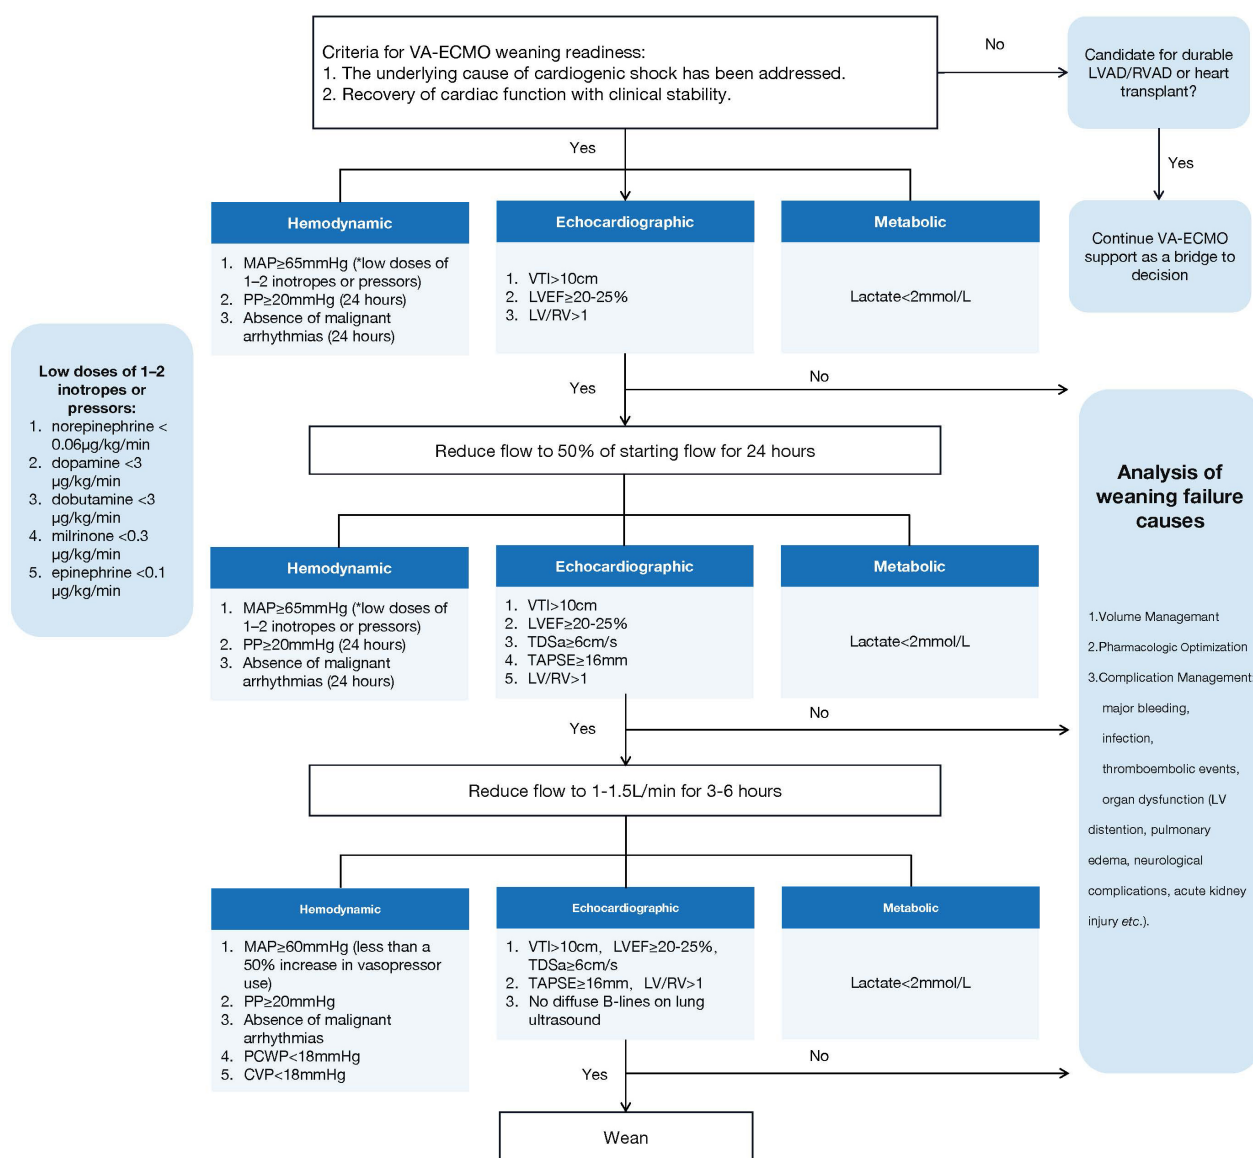 Criteria for VA-ECMO weaning readiness:
1. The underlying cause of cardiogenic shock has been addressed.
2. Recovery of cardiac function with clinical stability.
No
Candidate for durable
LVAD/RVAD or heart
transplant?
Yes
Yes
Continue VA-ECMO
support as a bridge to
decision
Hemodynamic
1. MAP≥65mmHg (*low doses of
1–2 inotropes or pressors)
2. PP≥20mmHg (24 hours)
3. Absence of malignant
arrhythmias (24 hours)
Echocardiographic
1. VTI>10cm
2. LVEF≥20-25%
3. LV/RV>1
Metabolic
Lactate<2mmol/L
Low doses of 1–2
inotropes or
pressors:
1. norepinephrine <
0.06µg/kg/min
2. dopamine <3
µg/kg/min
3. dobutamine <3
µg/kg/min
4. milrinone <0.3
µg/kg/min
5. epinephrine <0.1
µg/kg/min
Yes
No
Reduce flow to 50% of starting flow for 24 hours
Hemodynamic
1. MAP≥65mmHg (*low doses of
1–2 inotropes or pressors)
2. PP≥20mmHg (24 hours)
3. Absence of malignant
arrhythmias (24 hours)
Echocardiographic
1. VTI>10cm
2. LVEF≥20-25%
3. TDSa≥6cm/s
4. TAPSE≥16mm
5. LV/RV>1
Metabolic
Lactate<2mmol/L
Yes
No
Reduce flow to 1-1.5L/min for 3-6 hours
Hemodynamic
1. MAP≥60mmHg (less than a
50% increase in vasopressor
use)
2. PP≥20mmHg
3. Absence of malignant
arrhythmias
4. PCWP<18mmHg
5. CVP<18mmHg
Echocardiographic
1. VTI>10cm, LVEF≥20-25%,
TDSa≥6cm/s
2. TAPSE≥16mm, LV/RV>1
3. No diffuse B-lines on lung
ultrasound
Metabolic
Lactate<2mmol/L
Yes
No
Wean
Analysis of
weaning failure
causes
1.Volume Management
2.Pharmacologic Optimization
3.Complication Management:
major bleeding,
infection,
thromboembolic events,
organ dysfunction (LV
distention, pulmonary
edema, neurological
complications, acute kidney
injury etc.).